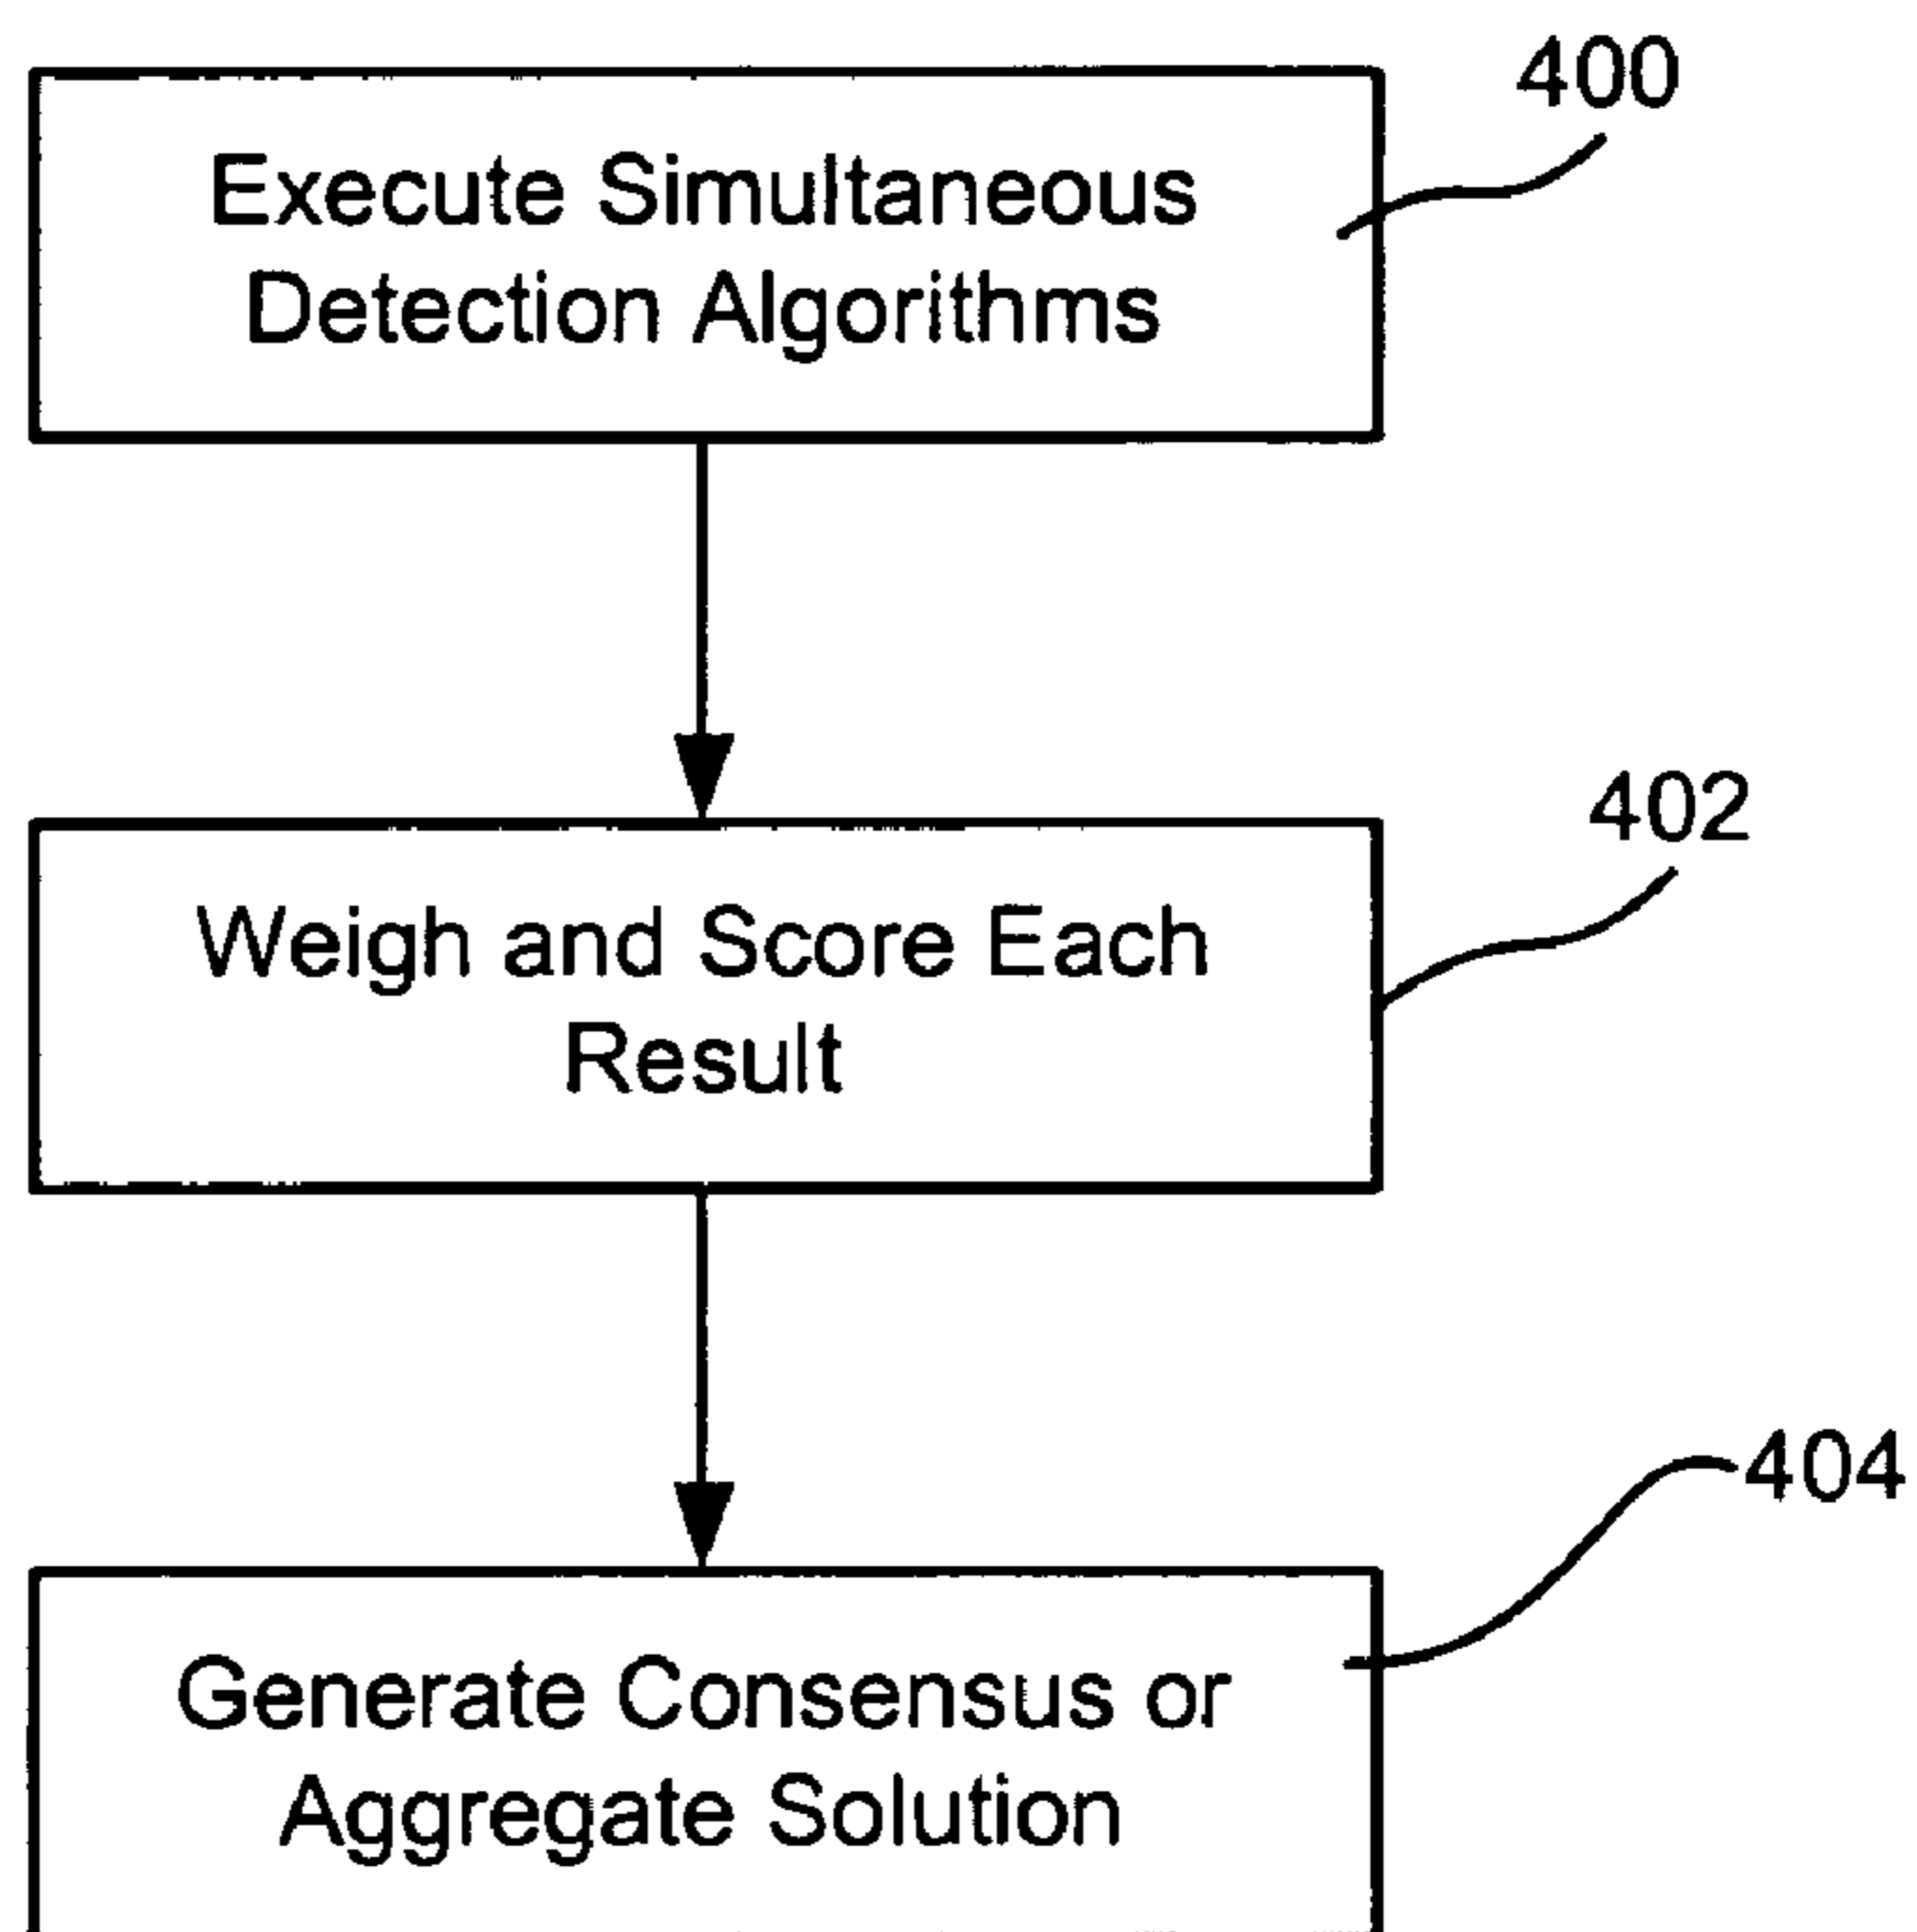 400
Execute Simultaneous
Detection Algorithms
402
Weigh and Score Each
Result
404
Generate Consensus or
Aggregate Solution